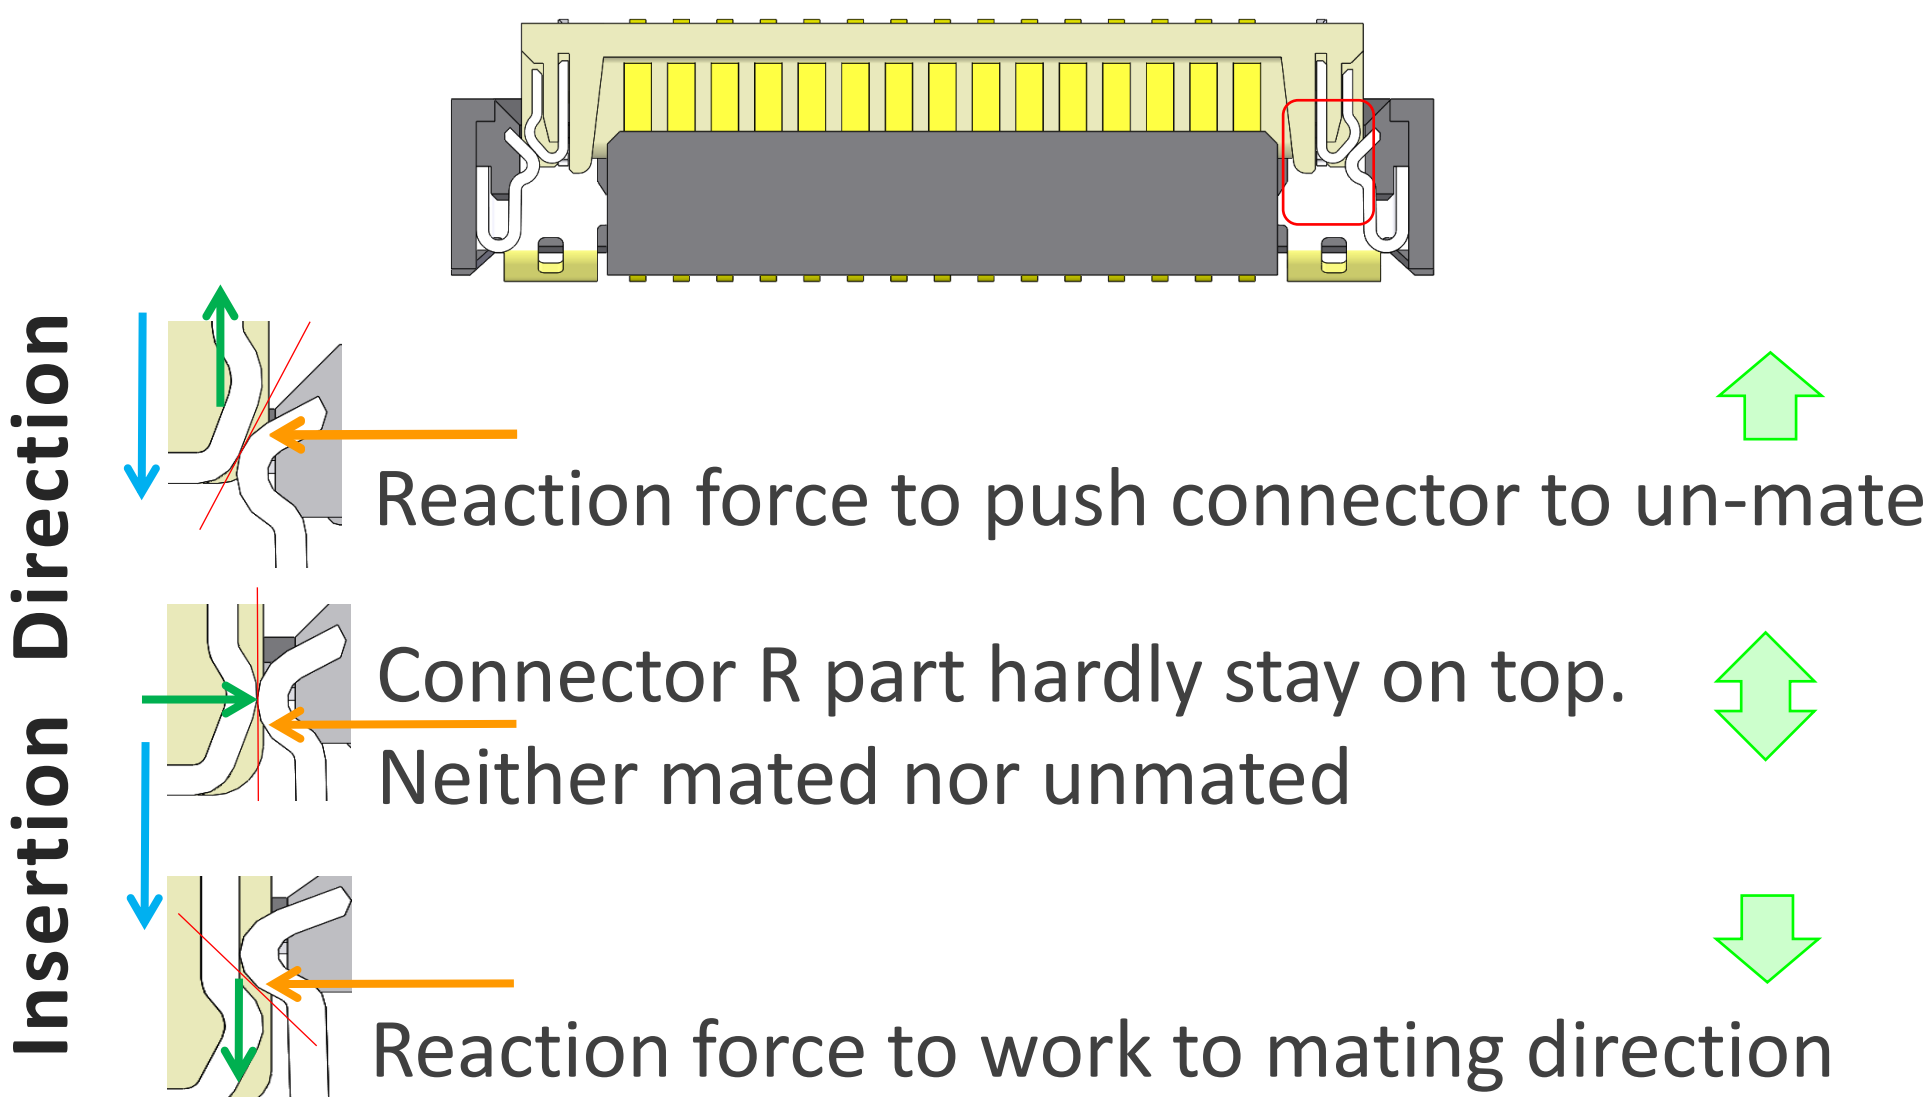 Insertion Direction
Reaction force to push connector to un-mate
Connector R part hardly stay on top.
Neither mated nor unmated
Reaction force to work to mating direction